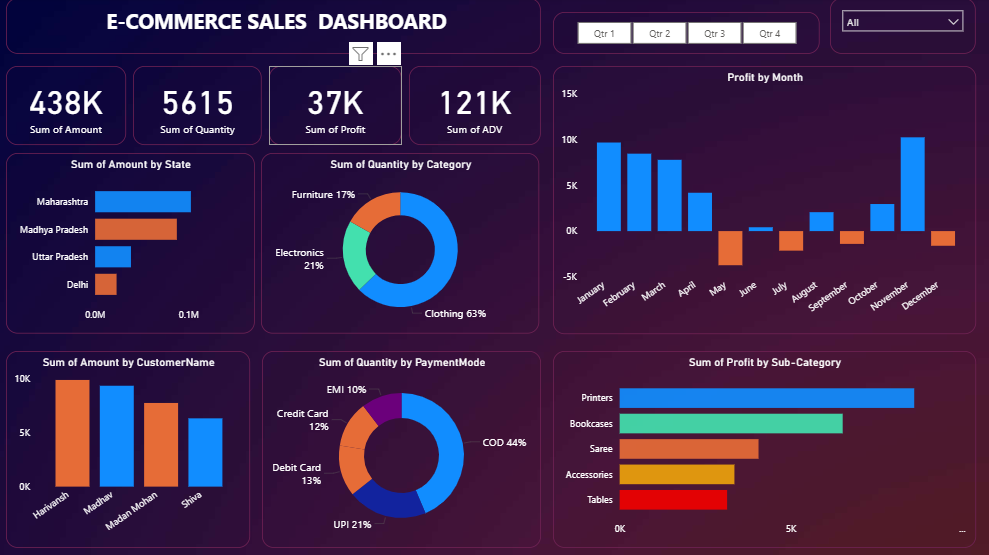 E-COMMERCE SALES DASHBOARD
Qtr 1
Qtr 2
Qtr 3
Qtr 4
All
438K
Sum of Amount
5615
Sum of Quantity
37K
Sum of Profit
121K
Sum of ADV
Profit by Month
15K
10K
5K
0K
-5K
January
February
March
April
May
June
July
August
September
October
November
December
Sum of Amount by State
Maharashtra
Madhya Pradesh
Uttar Pradesh
Delhi
0.0M
0.1M
Sum of Quantity by Category
Furniture 17%
Electronics
21%
Clothing 63%
Sum of Amount by CustomerName
10K
5K
0K
Harivansh
Madhav
Madan Mohan
Shiva
Sum of Quantity by PaymentMode
EMI 10%
Credit Card
12%
Debit Card
13%
UPI 21%
COD 44%
Sum of Profit by Sub-Category
Printers
Bookcases
Saree
Accessories
Tables
0K
5K
...